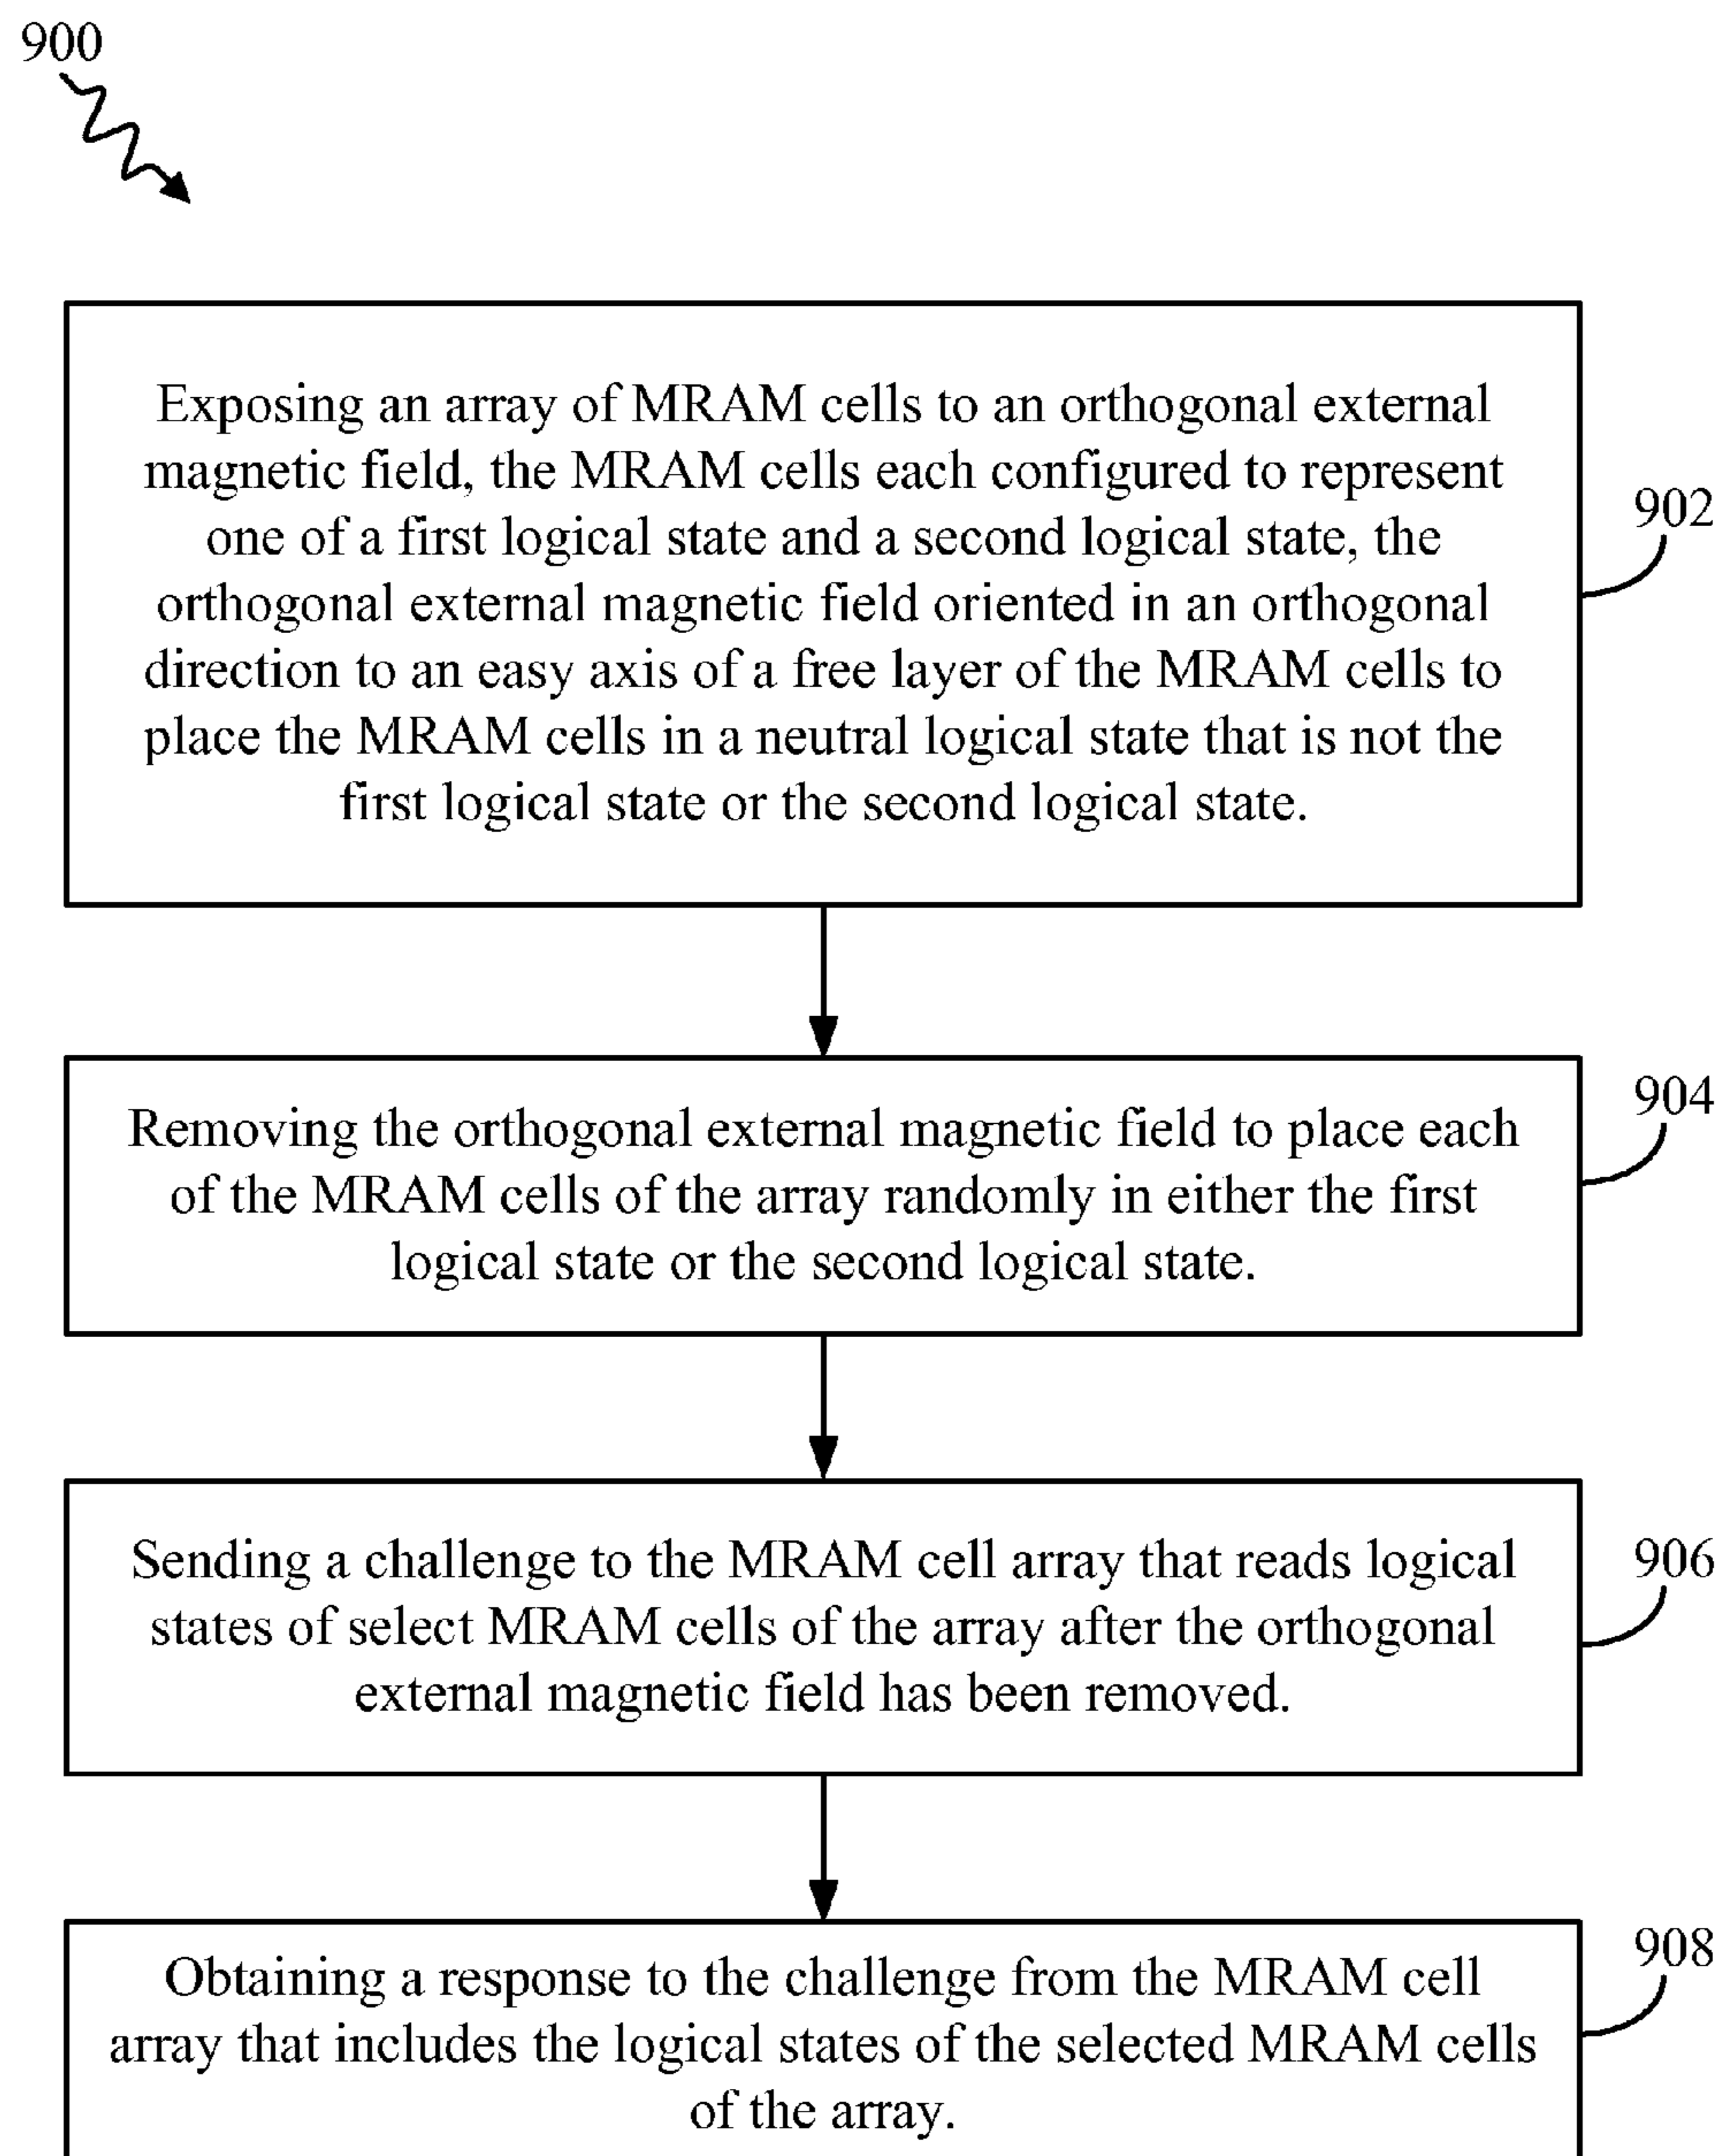 900
Exposing an array of MRAM cells to an orthogonal external
magnetic field, the MRAM cells each configured to represent
one of a first logical state and a second logical state, the
orthogonal external magnetic field oriented in an orthogonal
direction to an easy axis of a free layer of the MRAM cells to
place the MRAM cells in a neutral logical state that is not the
first logical state or the second logical state.
902
Removing the orthogonal external magnetic field to place each
of the MRAM cells of the array randomly in either the first
logical state or the second logical state.
904
Sending a challenge to the MRAM cell array that reads logical
states of select MRAM cells of the array after the orthogonal
external magnetic field has been removed.
906
Obtaining a response to the challenge from the MRAM cell
array that includes the logical states of the selected MRAM cells
of the array.
908